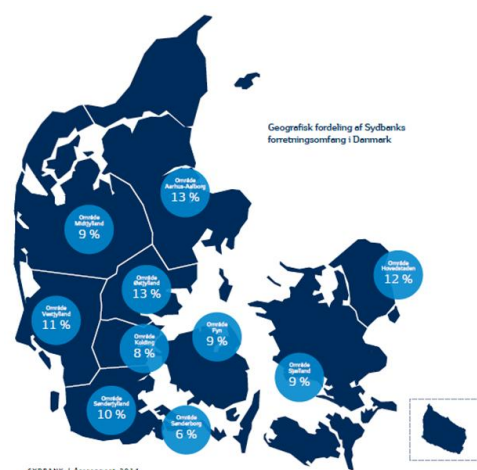 Geografisk fordeling af Sydbanks
forretningsomfang i Danmark
Område
Aarhus-Aalborg
13 %
Område
Midtjylland
9 %
Område
Hovedstaden
12 %
Område
Østjylland
13 %
Område
Vestjylland
11 %
Område
Fyn
9 %
Område
Kolding
8 %
Område
Sjælland
9 %
Område
Sønderjylland
10 %
Område
Sønderborg
6 %